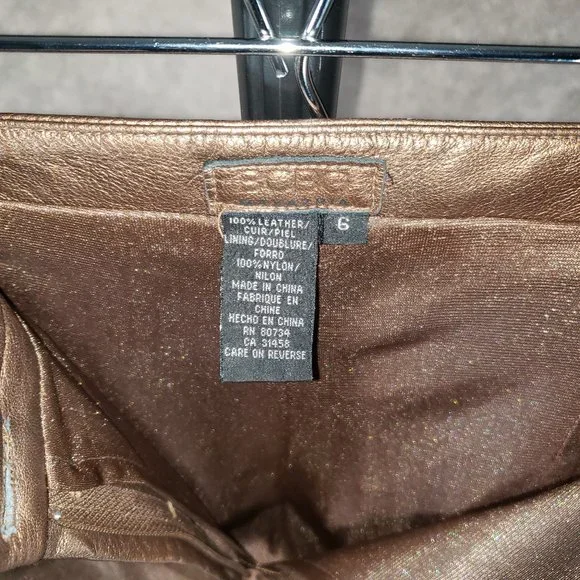 6
100% LEATHER/
CUIR/PIEL
LINING/DOUBLURE/
FORRO
100% NYLON/
NILON
MADE IN CHINA
FABRIQUE EN
CHINE
HECHO EN CHINA
RN 80734
CA 31458
CARE ON REVERSE